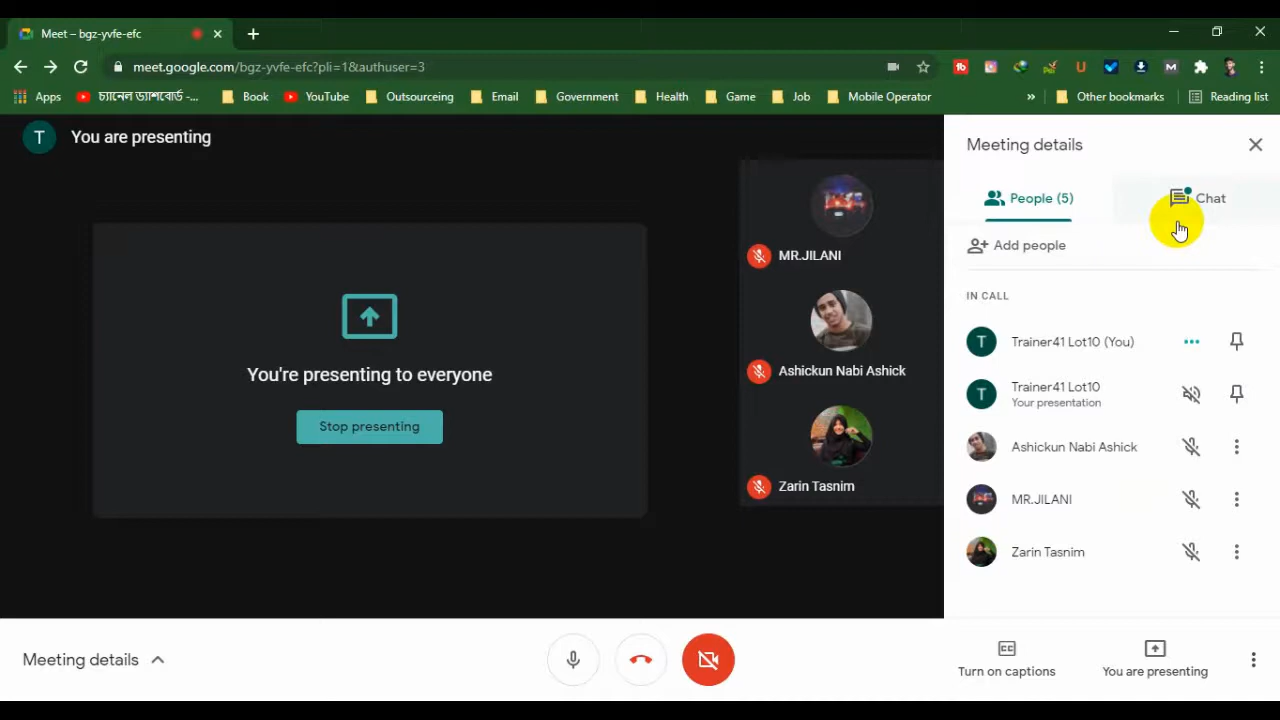 Meet – bgz-yvfe-efc
meet.google.com/bgz-yvfe-efc?pli=1&authuser=3
Apps
চ্যানেল ড্যাশবোর্ড -...
Book
YouTube
Outsourceing
Email
Government
Health
Game
Job
Mobile Operator
»
Other bookmarks
Reading list
T
You are presenting
Meeting details
People (5)
Chat
Add people
IN CALL
MR.JILANI
Ashickun Nabi Ashick
Zarin Tasnim
You're presenting to everyone
Stop presenting
T
Trainer41 Lot10 (You)
T
Trainer41 Lot10
Your presentation
Ashickun Nabi Ashick
MR.JILANI
Zarin Tasnim
Meeting details
CC
Turn on captions
You are presenting